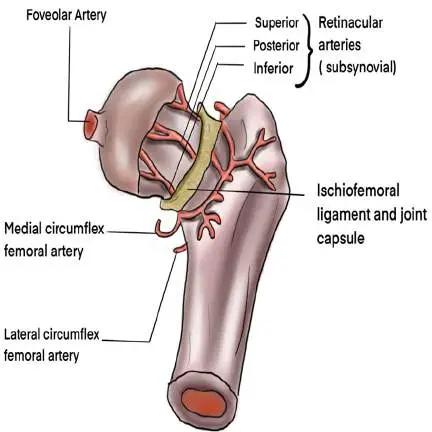 Foveolar Artery
Superior
Posterior
Inferior
Retinacular
arteries
( subsynovial)
Ischiofemoral
ligament and joint
capsule
Medial circumflex
femoral artery
Lateral circumflex
femoral artery